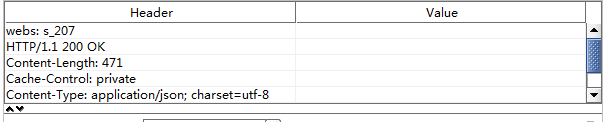 Header Value
webs: s_207
HTTP/1.1 200 OK
Content-Length: 471
Cache-Control: private
Content-Type: application/json; charset=utf-8